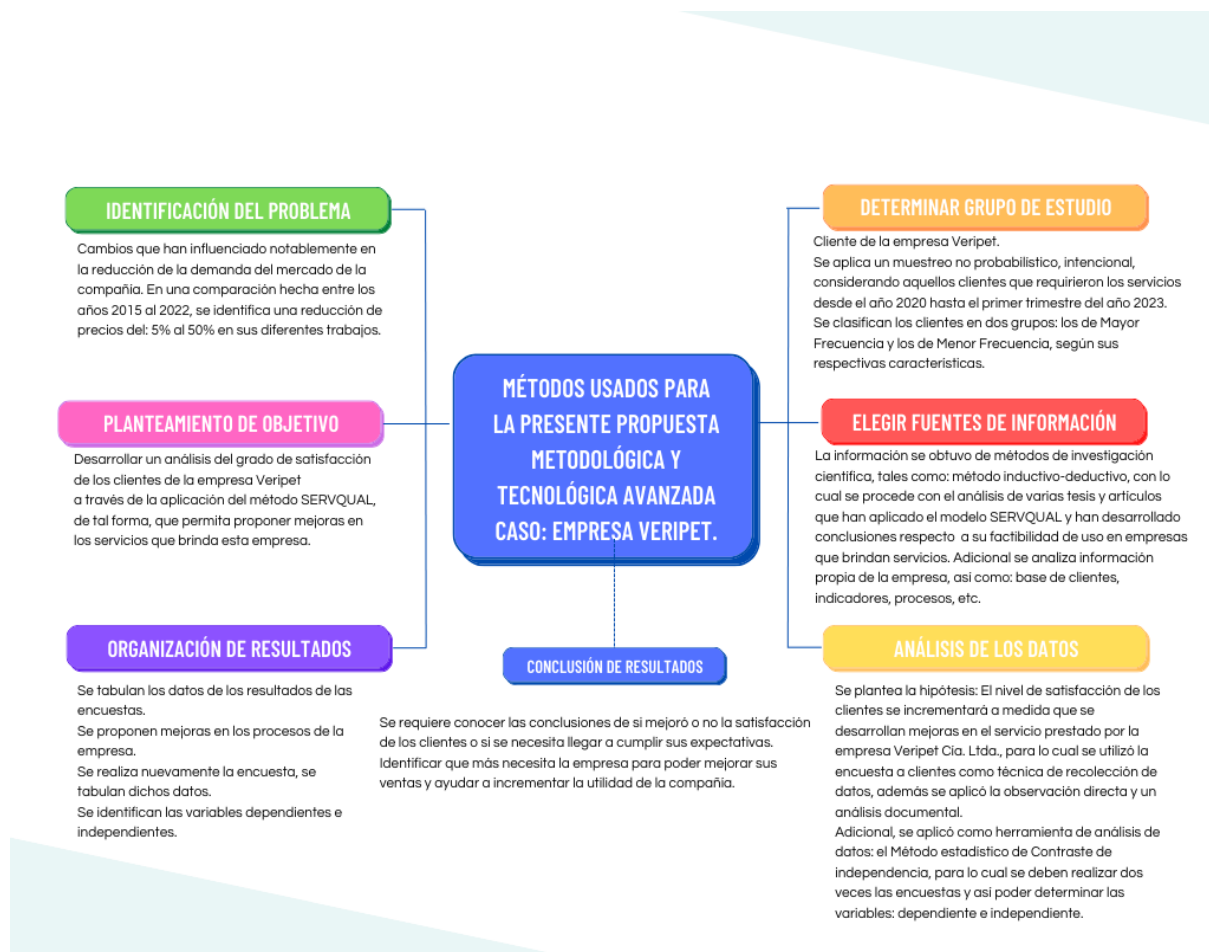 IDENTIFICACIÓN DEL PROBLEMA
Cambios que han influenciado notablemente en
la reducción de la demanda del mercado de la
compañía. En una comparación hecha entre los
años 2015 al 2022, se identifica una reducción de
precios del: 5% al 50% en sus diferentes trabajos.
PLANTEAMIENTO DE OBJETIVO
Desarrollar un análisis del grado de satisfacción
de los clientes de la empresa Veripet
a través de la aplicación del método SERVQUAL,
de tal forma, que permita proponer mejoras en
los servicios que brinda esta empresa.
ORGANIZACIÓN DE RESULTADOS
Se tabulan los datos de los resultados de las
encuestas.
Se proponen mejoras en los procesos de la
empresa.
Se realiza nuevamente la encuesta, se
tabulan dichos datos.
Se identifican las variables dependientes e
independientes.
MÉTODOS USADOS PARA
LA PRESENTE PROPUESTA
METODOLÓGICA Y
TECNOLÓGICA AVANZADA
CASO: EMPRESA VERIPET.
CONCLUSIÓN DE RESULTADOS
Se requiere conocer las conclusiones de si mejoró o no la satisfacción
de los clientes o si se necesita llegar a cumplir sus expectativas.
Identificar que más necesita la empresa para poder mejorar sus
ventas y ayudar a incrementar la utilidad de la compañía.
DETERMINAR GRUPO DE ESTUDIO
Cliente de la empresa Veripet.
Se aplica un muestreo no probabilístico, intencional,
considerando aquellos clientes que requirieron los servicios
desde el año 2020 hasta el primer trimestre del año 2023.
Se clasifican los clientes en dos grupos: los de Mayor
Frecuencia y los de Menor Frecuencia, según sus
respectivas características.
ELEGIR FUENTES DE INFORMACIÓN
La información se obtuvo de métodos de investigación
científica, tales como: método inductivo-deductivo, con lo
cual se procede con el análisis de varias tesis y artículos
que han aplicado el modelo SERVQUAL y han desarrollado
conclusiones respecto a su factibilidad de uso en empresas
que brindan servicios. Adicional se analiza información
propia de la empresa, así como: base de clientes,
indicadores, procesos, etc.
ANÁLISIS DE LOS DATOS
Se plantea la hipótesis: El nivel de satisfacción de los
clientes se incrementará a medida que se
desarrollan mejoras en el servicio prestado por la
empresa Veripet Cía. Ltda., para lo cual se utilizó la
encuesta a clientes como técnica de recolección de
datos, además se aplicó la observación directa y un
análisis documental.
Adicional, se aplicó como herramienta de análisis de
datos: el Método estadístico de Contraste de
independencia, para lo cual se deben realizar dos
veces las encuestas y así poder determinar las
variables: dependiente e independiente.